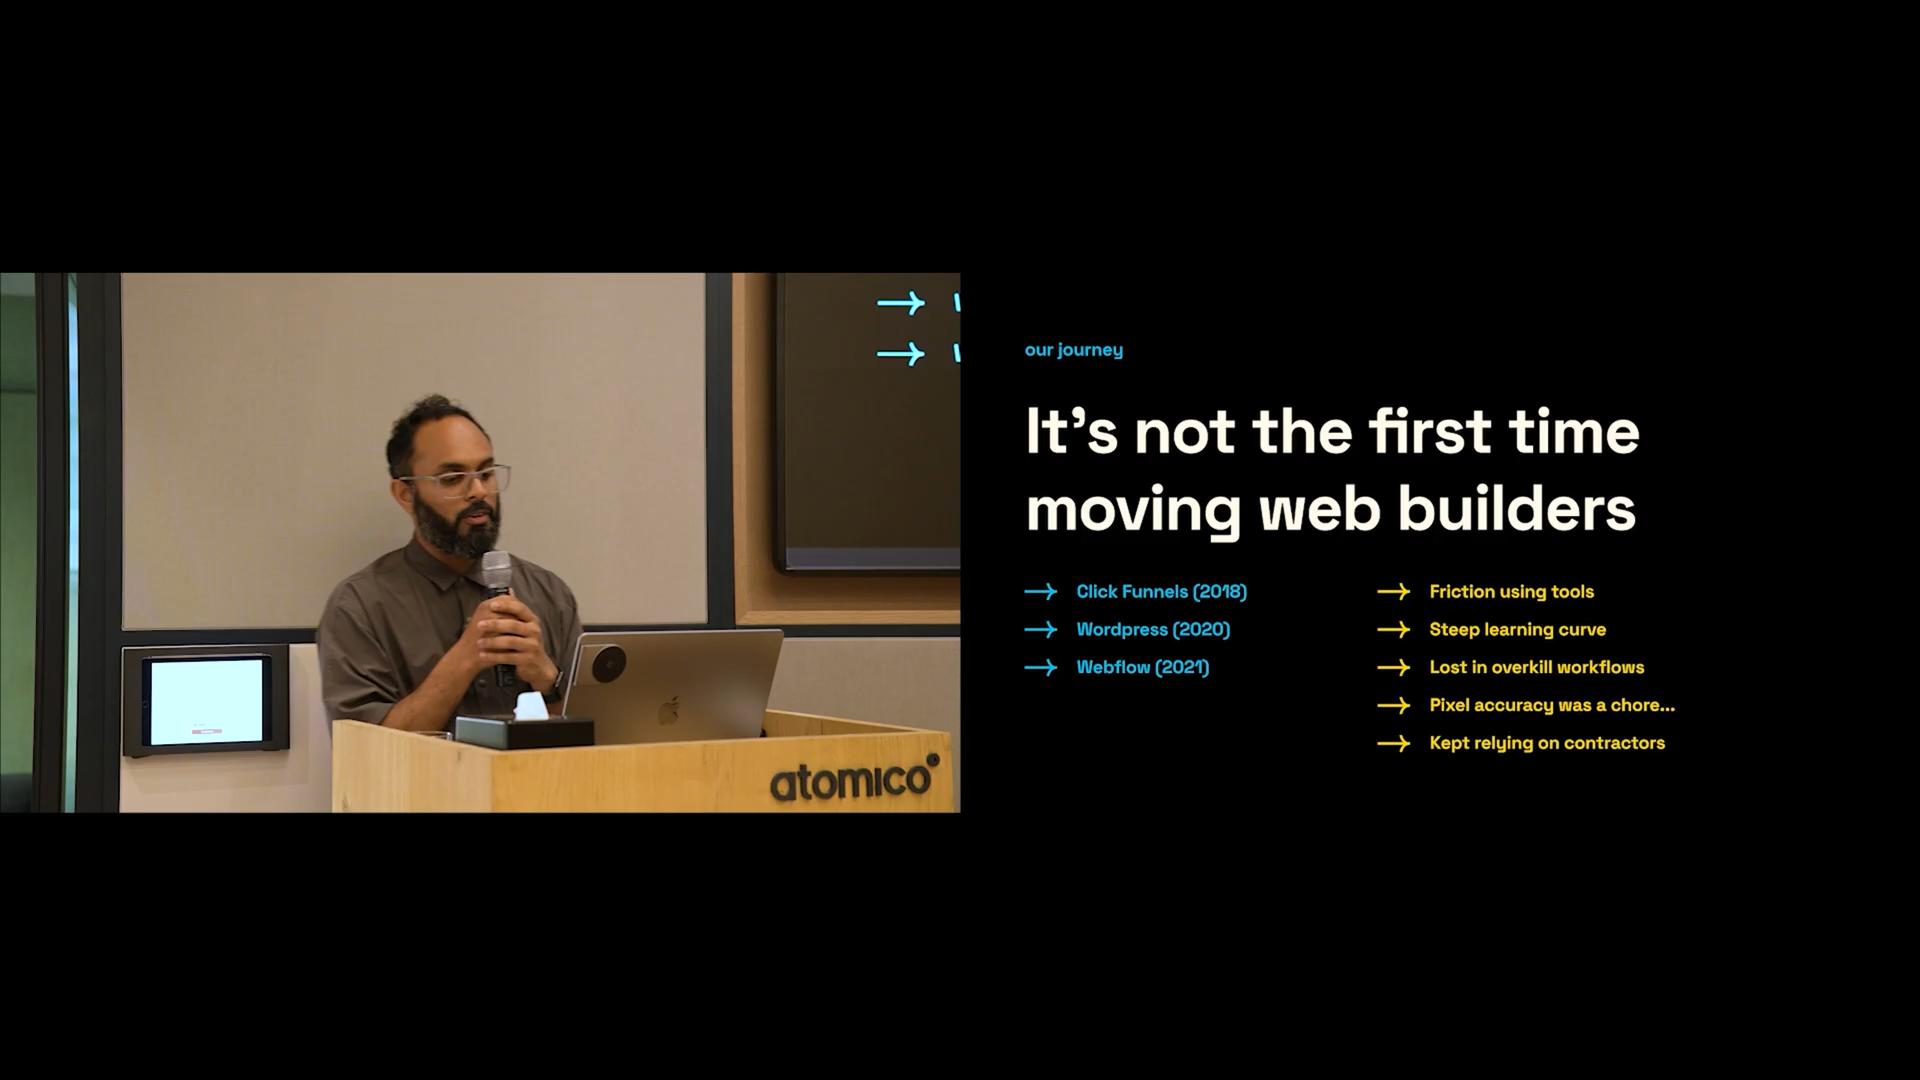 atomico
our journey
It's not the first time
moving web builders
Click Funnels (2018)
Wordpress (2020)
Webflow (2021)
Friction using tools
Steep learning curve
Lost in overkill workflows
Pixel accuracy was a chore...
Kept relying on contractors